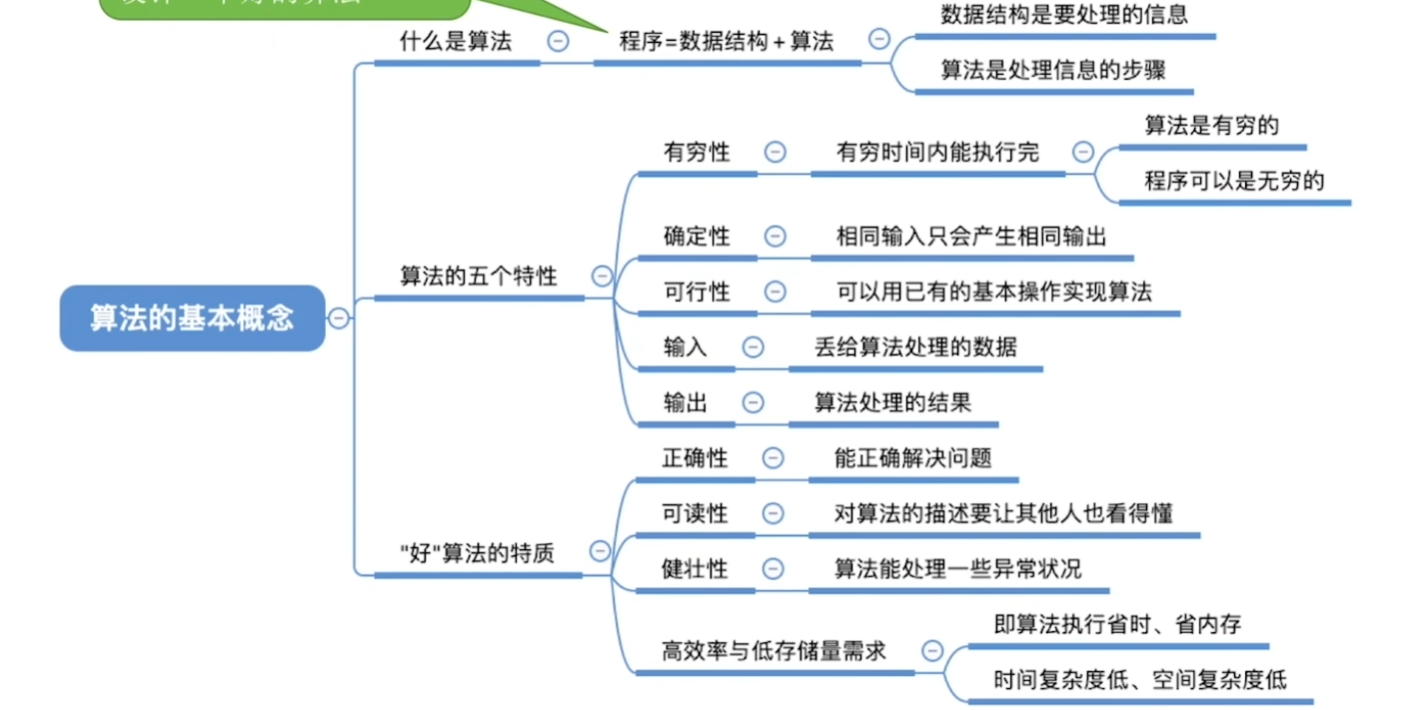 数据结构是要处理的信息
什么是算法
程序=数据结构+算法
算法是处理信息的步骤
算法是有穷的
有穷性
有穷时间内能执行完
程序可以是无穷的
确定性
相同输入只会产生相同输出
算法的五个特性
可行性
可以用已有的基本操作实现算法
算法的基本概念
输入
丢给算法处理的数据
输出
算法处理的结果
正确性
能正确解决问题
可读性
对算法的描述要让其他人也看得懂
"好"算法的特质
健壮性
算法能处理一些异常状况
即算法执行省时、省内存
高效率与低存储量需求
时间复杂度低、空间复杂度低